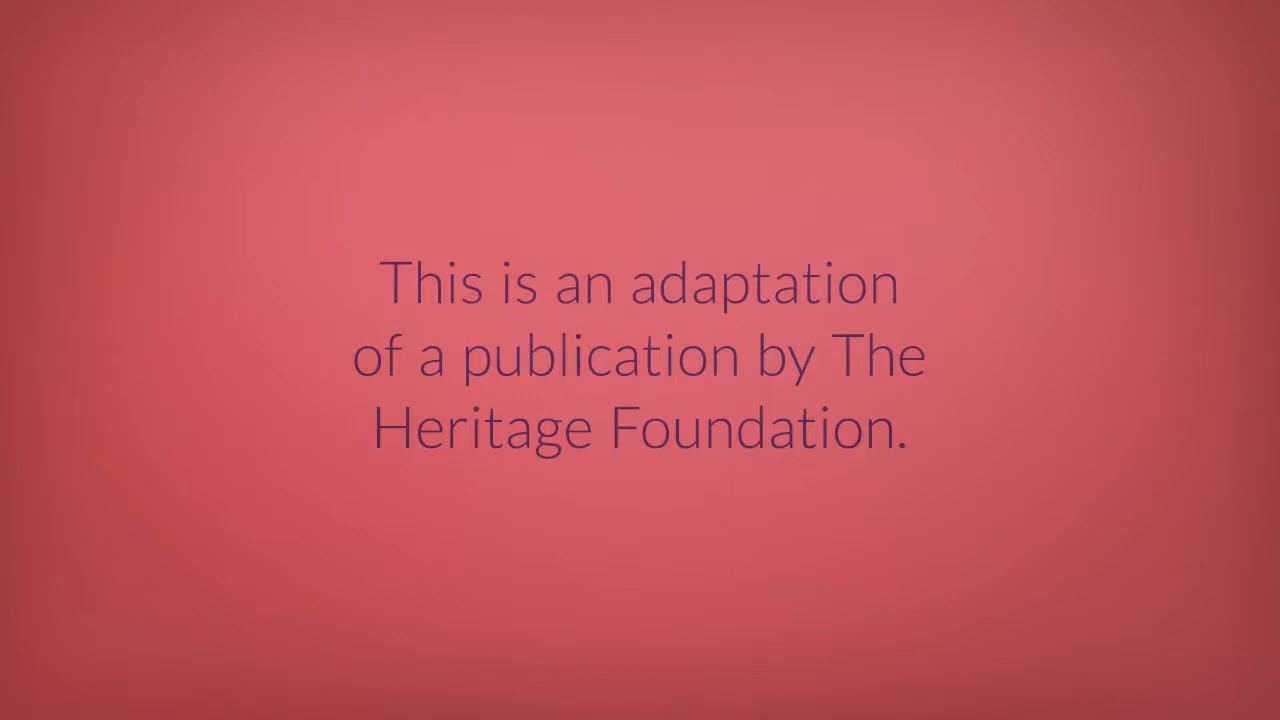 This is an adaptation
of a publication by The
Heritage Foundation.